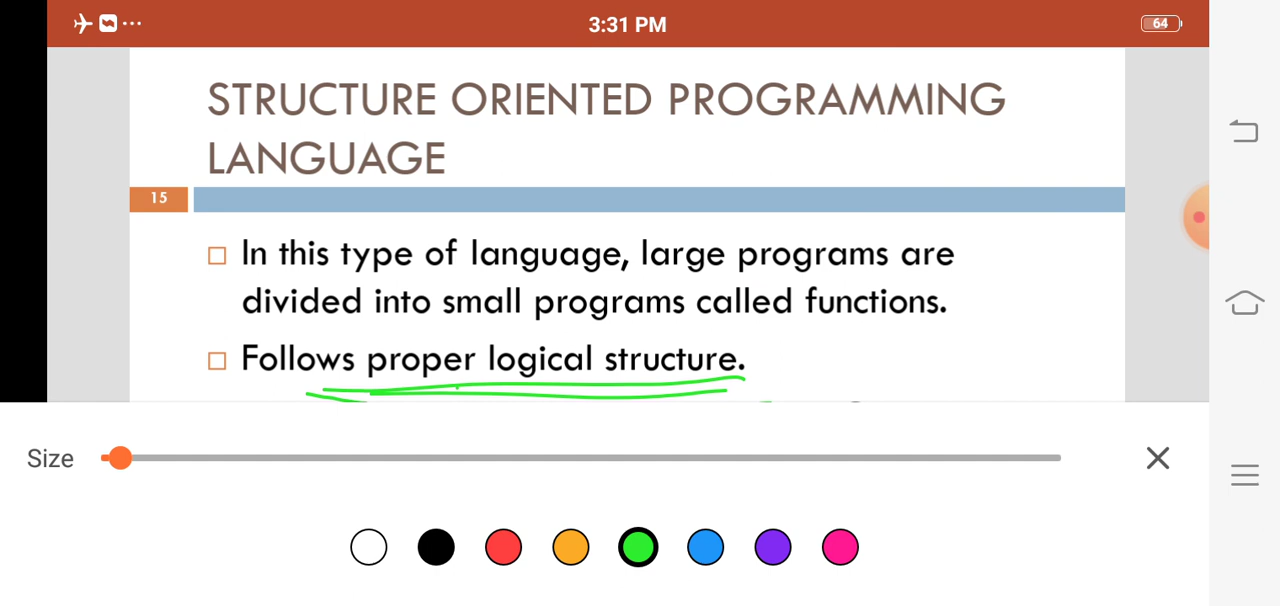 3:31 PM
64
STRUCTURE ORIENTED PROGRAMMING
LANGUAGE
15
In this type of language, large programs are
divided into small programs called functions.
Follows proper logical structure.
Size